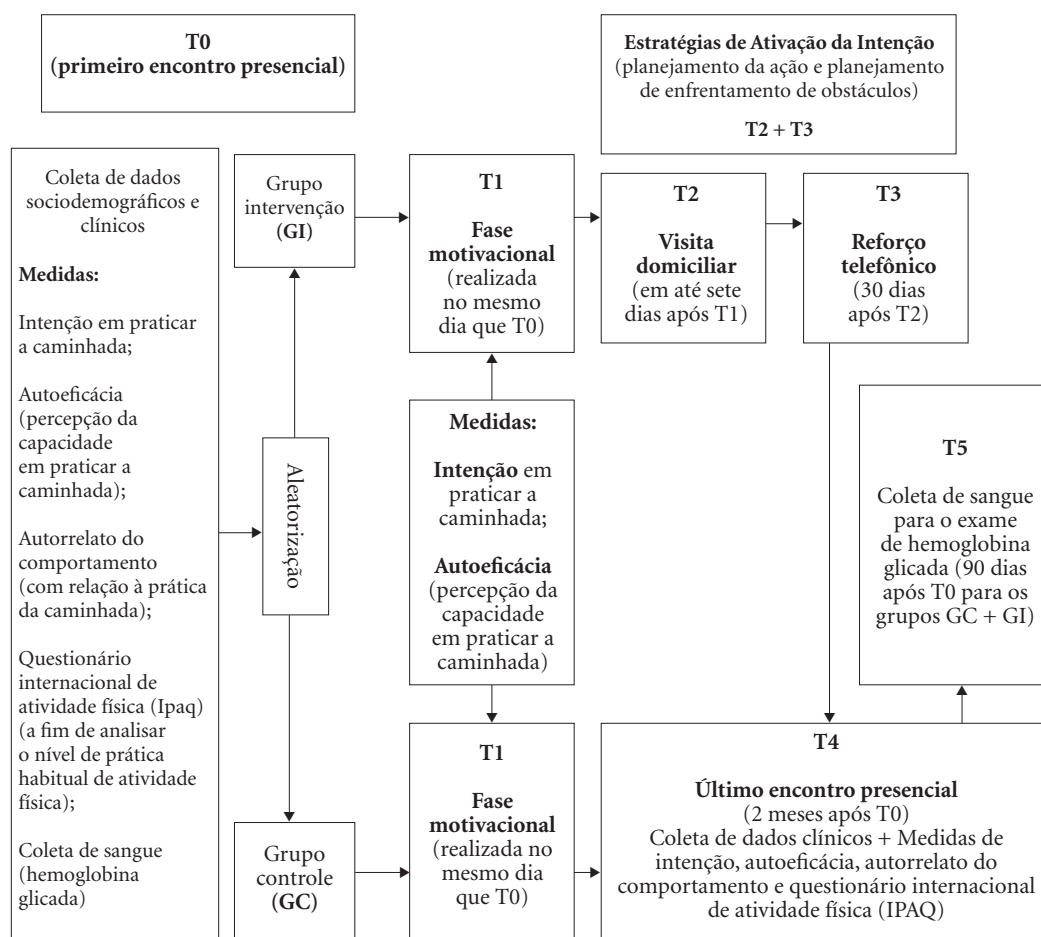 T0
(primeiro encontro presencial)
Estratégias de Ativação da Intenção
(planejamento da ação e planejamento
de enfrentamento de obstáculos)
T2 + T3
Coleta de dados
sociodemográficos e
clínicos
Medidas:
Intenção em praticar
a caminhada;
Autoeficácia
(percepção da
capacidade
em praticar a
caminhada);
Autorrelato do
comportamento
(com relação à prática
da caminhada);
Questionário
internacional de
atividade física (Ipaq)
(a fim de analisar
o nível de prática
habitual de atividade
física);
Coleta de sangue
(hemoglobina
glicada)
Aleatorização
Grupo
intervenção
(GI)
T1
Fase
motivacional
(realizada
no mesmo
dia que T0)
T2
Visita
domiciliar
(em até sete
dias após T1)
T3
Reforço
telefônico
(30 dias
após T2)
Medidas:
Intenção em
praticar a
caminhada;
Autoeficácia
(percepção da
capacidade
em praticar a
caminhada)
T5
Coleta de sangue
para o exame
de hemoglobina
glicada (90 dias
após T0 para os
grupos GC + GI)
Grupo
controle
(GC)
T1
Fase
motivacional
(realizada no
mesmo dia
que T0)
T4
Último encontro presencial
(2 meses após T0)
Coleta de dados clínicos + Medidas de
intenção, autoeficácia, autorrelato do
comportamento e questionário internacional
de atividade física (IPAQ)